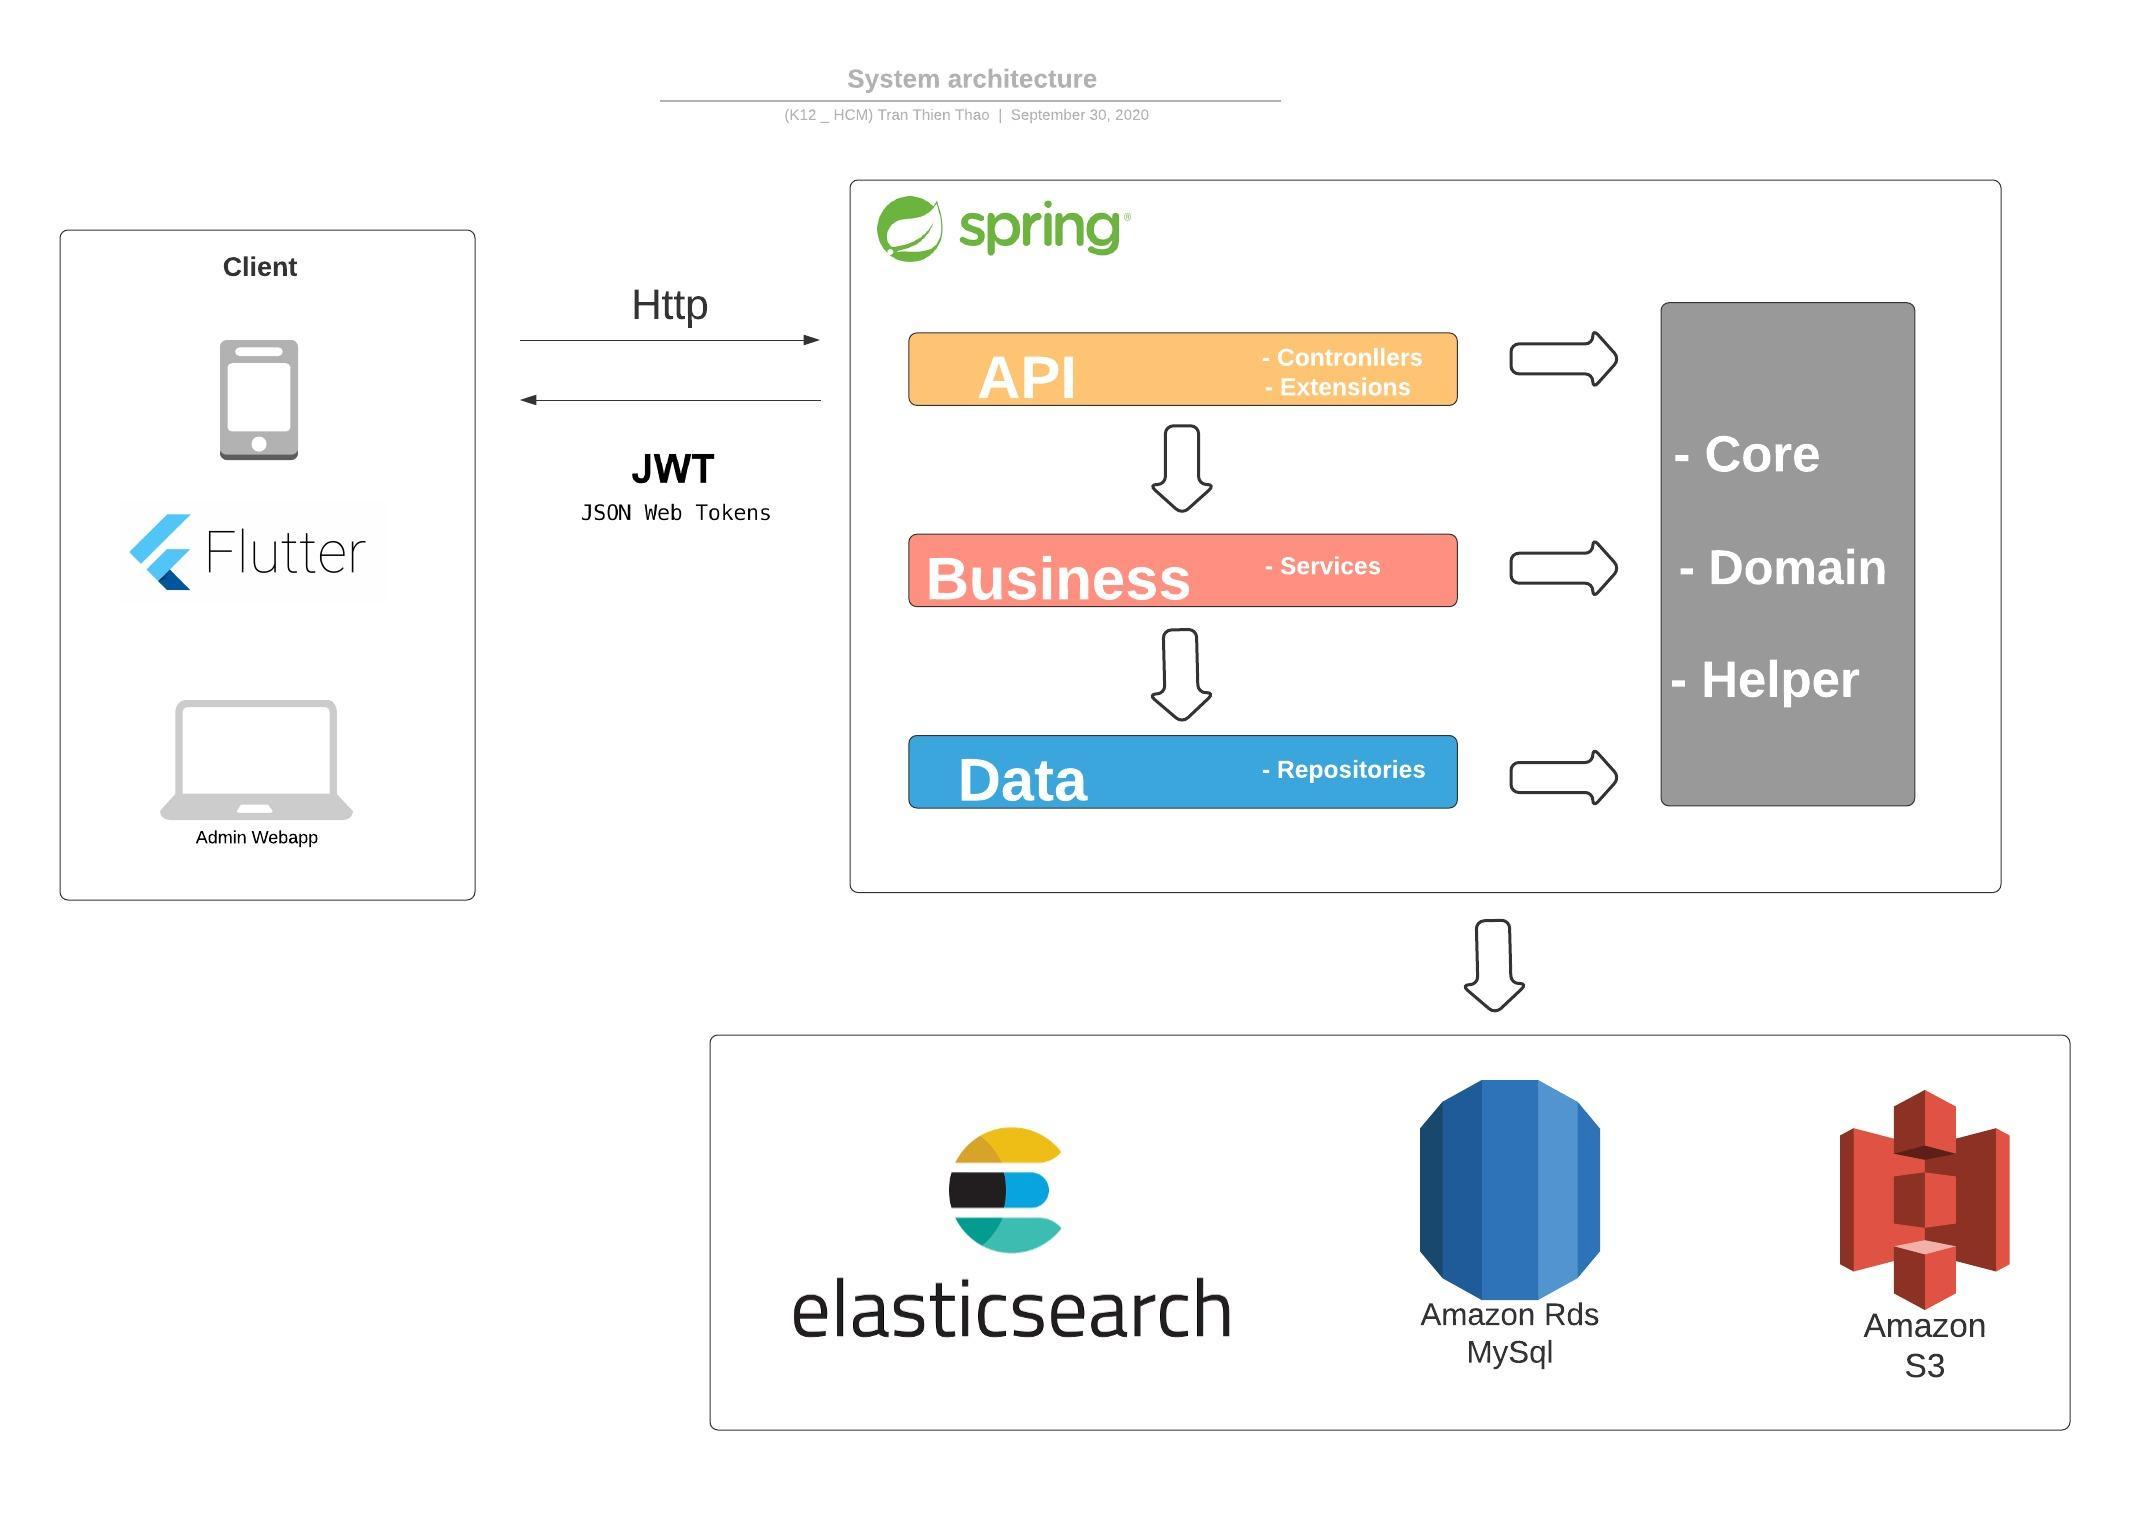 System architecture
(K12 _ HCM) Tran Thien Thao | September 30, 2020
Client
Flutter
Admin Webapp
Http
JWT
JSON Web Tokens
spring®
API
- Contronllers
- Extensions
Business
- Services
Data
- Repositories
- Core
- Domain
- Helper
elasticsearch
Amazon Rds
MySql
Amazon
S3